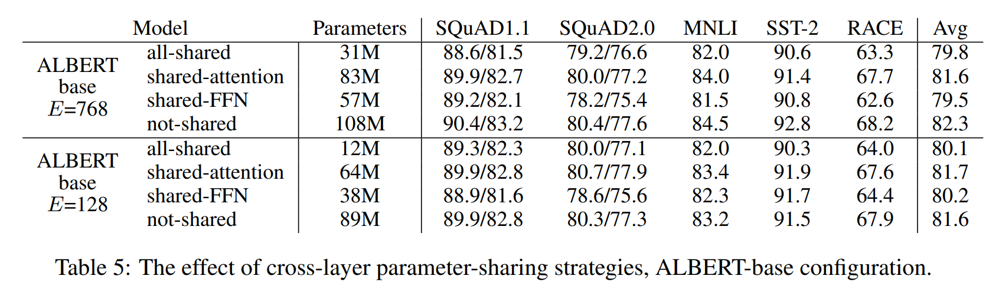 Model Parameters SQuAD1.1 SQuAD2.0 MNLI SST-2 RACE Avg
ALBERT base E=768
all-shared 31M 88.6/81.5 79.2/76.6 82.0 90.6 63.3 79.8
shared-attention 83M 89.9/82.7 80.0/77.2 84.0 91.4 67.7 81.6
shared-FFN 57M 89.2/82.1 78.2/75.4 81.5 90.8 62.6 79.5
not-shared 108M 90.4/83.2 80.4/77.6 84.5 92.8 68.2 82.3
ALBERT base E=128
all-shared 12M 89.3/82.3 80.0/77.1 82.0 90.3 64.0 80.1
shared-attention 64M 89.9/82.8 80.7/77.9 83.4 91.9 67.6 81.7
shared-FFN 38M 88.9/81.6 78.6/75.6 82.3 91.7 64.4 80.2
not-shared 89M 89.9/82.8 80.3/77.3 83.2 91.5 67.9 81.6
Table 5: The effect of cross-layer parameter-sharing strategies, ALBERT-base configuration.